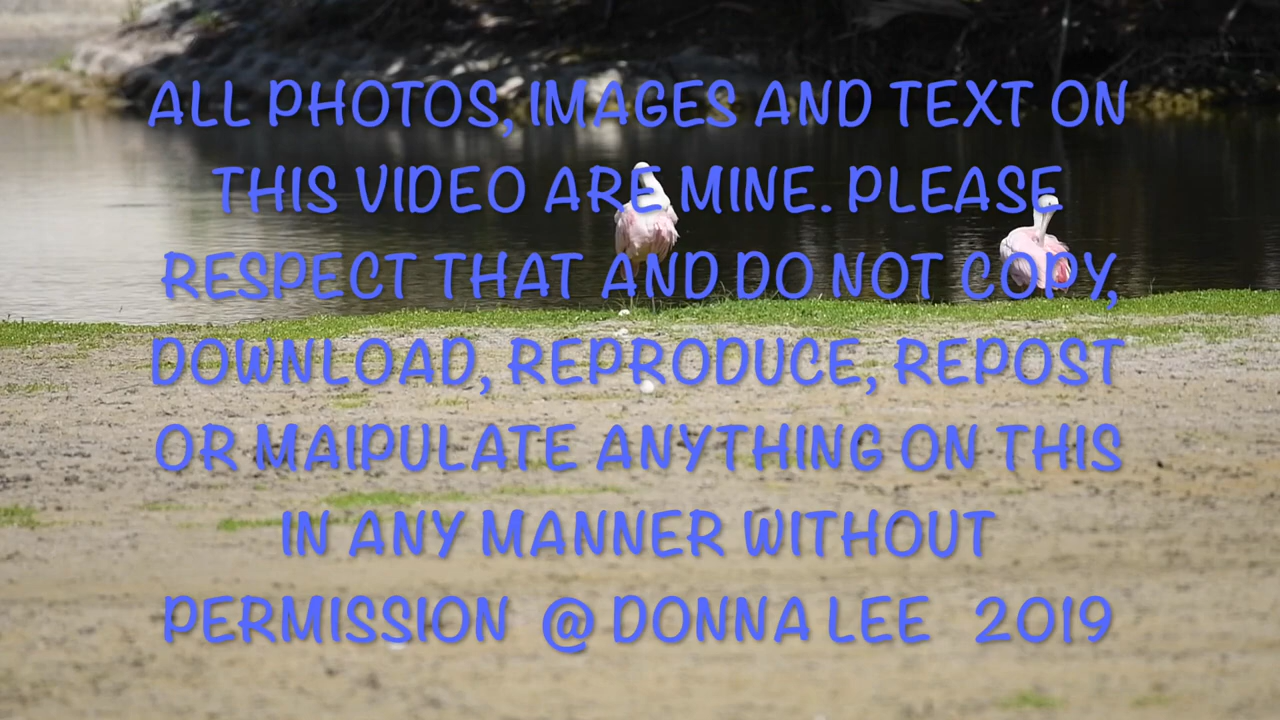 ALL PHOTOS, IMAGES AND TEXT ON
THIS VIDEO ARE MINE. PLEASE
RESPECT THAT AND DO NOT COPY,
DOWNLOAD, REPRODUCE, REPOST
OR MAIPULATE ANYTHING ON THIS
IN ANY MANNER WITHOUT
PERMISSION @ DONNA LEE 2019